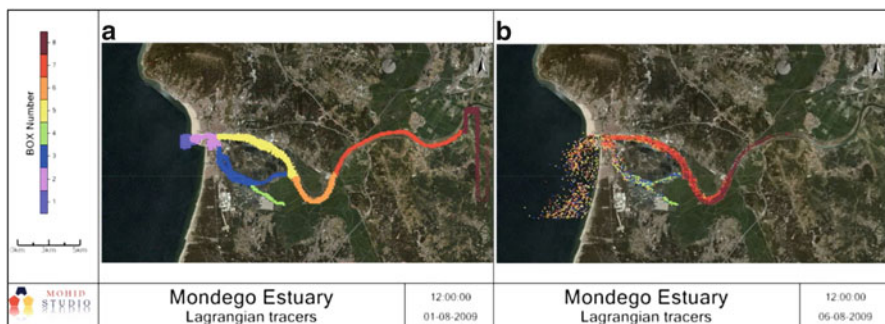 a
b
BOX Number
8
7
6
5
4
3
2
1
5km
MOHID
STUDIO
Mondego Estuary
Lagrangian tracers
12:00:00
01-08-2009
Mondego Estuary
Lagrangian tracers
12:00:00
06-08-2009